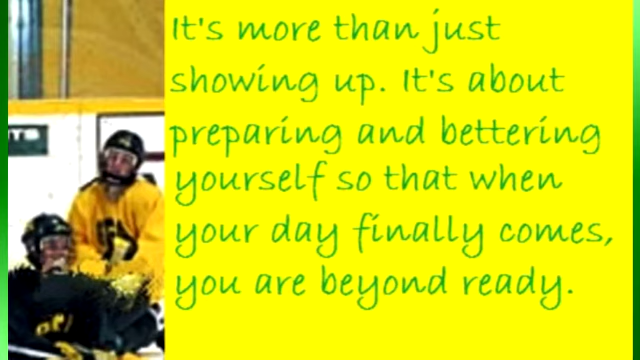 It's more than just
showing up. It's about
preparing and bettering
yourself so that when
your day finally comes,
you are beyond ready.